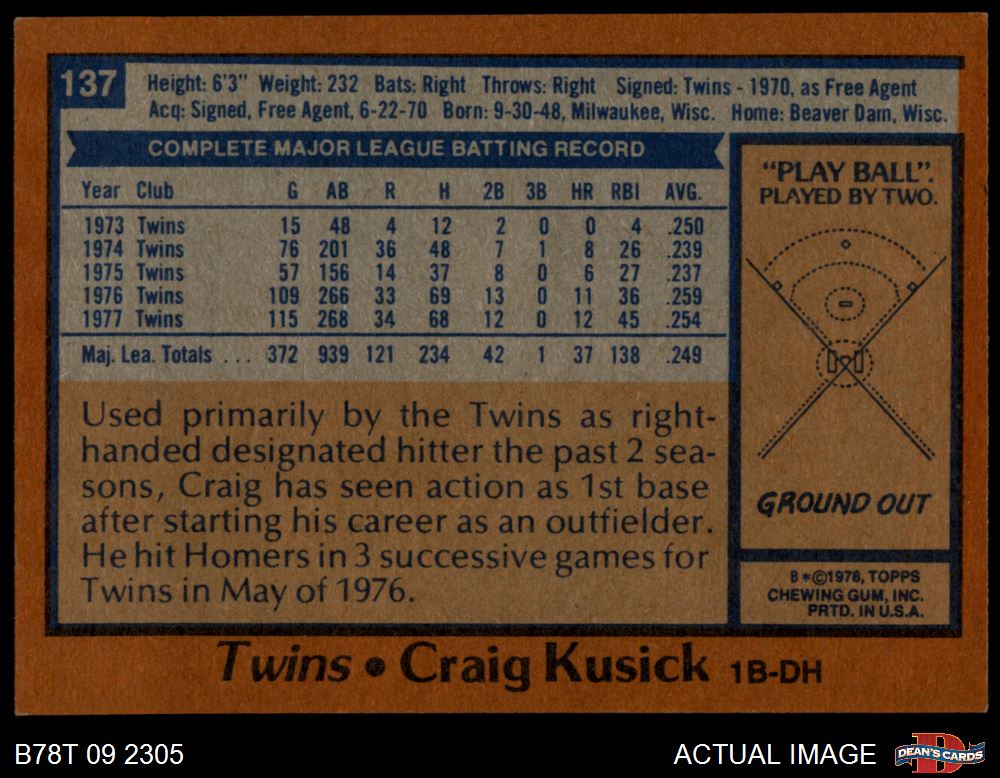 137
Height: 6'3" Weight: 232 Bats: Right Throws: Right Signed: Twins - 1970, as Free Agent
Acq: Signed, Free Agent, 6-22-70 Born: 9-30-48, Milwaukee, Wisc. Home: Beaver Dam, Wisc.
COMPLETE MAJOR LEAGUE BATTING RECORD
Year Club G AB R H 2B 3B HR RBI AVG.
1973 Twins 15 48 4 12 2 0 0 4 .250
1974 Twins 76 201 36 48 7 1 8 26 .239
1975 Twins 57 156 14 37 8 0 6 27 .237
1976 Twins 109 266 33 69 13 0 11 36 .259
1977 Twins 115 268 34 68 12 0 12 45 .254
Maj. Lea. Totals ... 372 939 121 234 42 1 37 138 .249
Used primarily by the Twins as right-
handed designated hitter the past 2 sea-
sons, Craig has seen action as 1st base
after starting his career as an outfielder.
He hit Homers in 3 successive games for
Twins in May of 1976.
"PLAY BALL".
PLAYED BY TWO.
GROUND OUT
B*©1978, TOPPS
CHEWING GUM, INC.
PRTD. IN U.S.A.
Twins • Craig Kusick 1B-DH
B78T 09 2305
ACTUAL IMAGE
DEAN'S CARDS